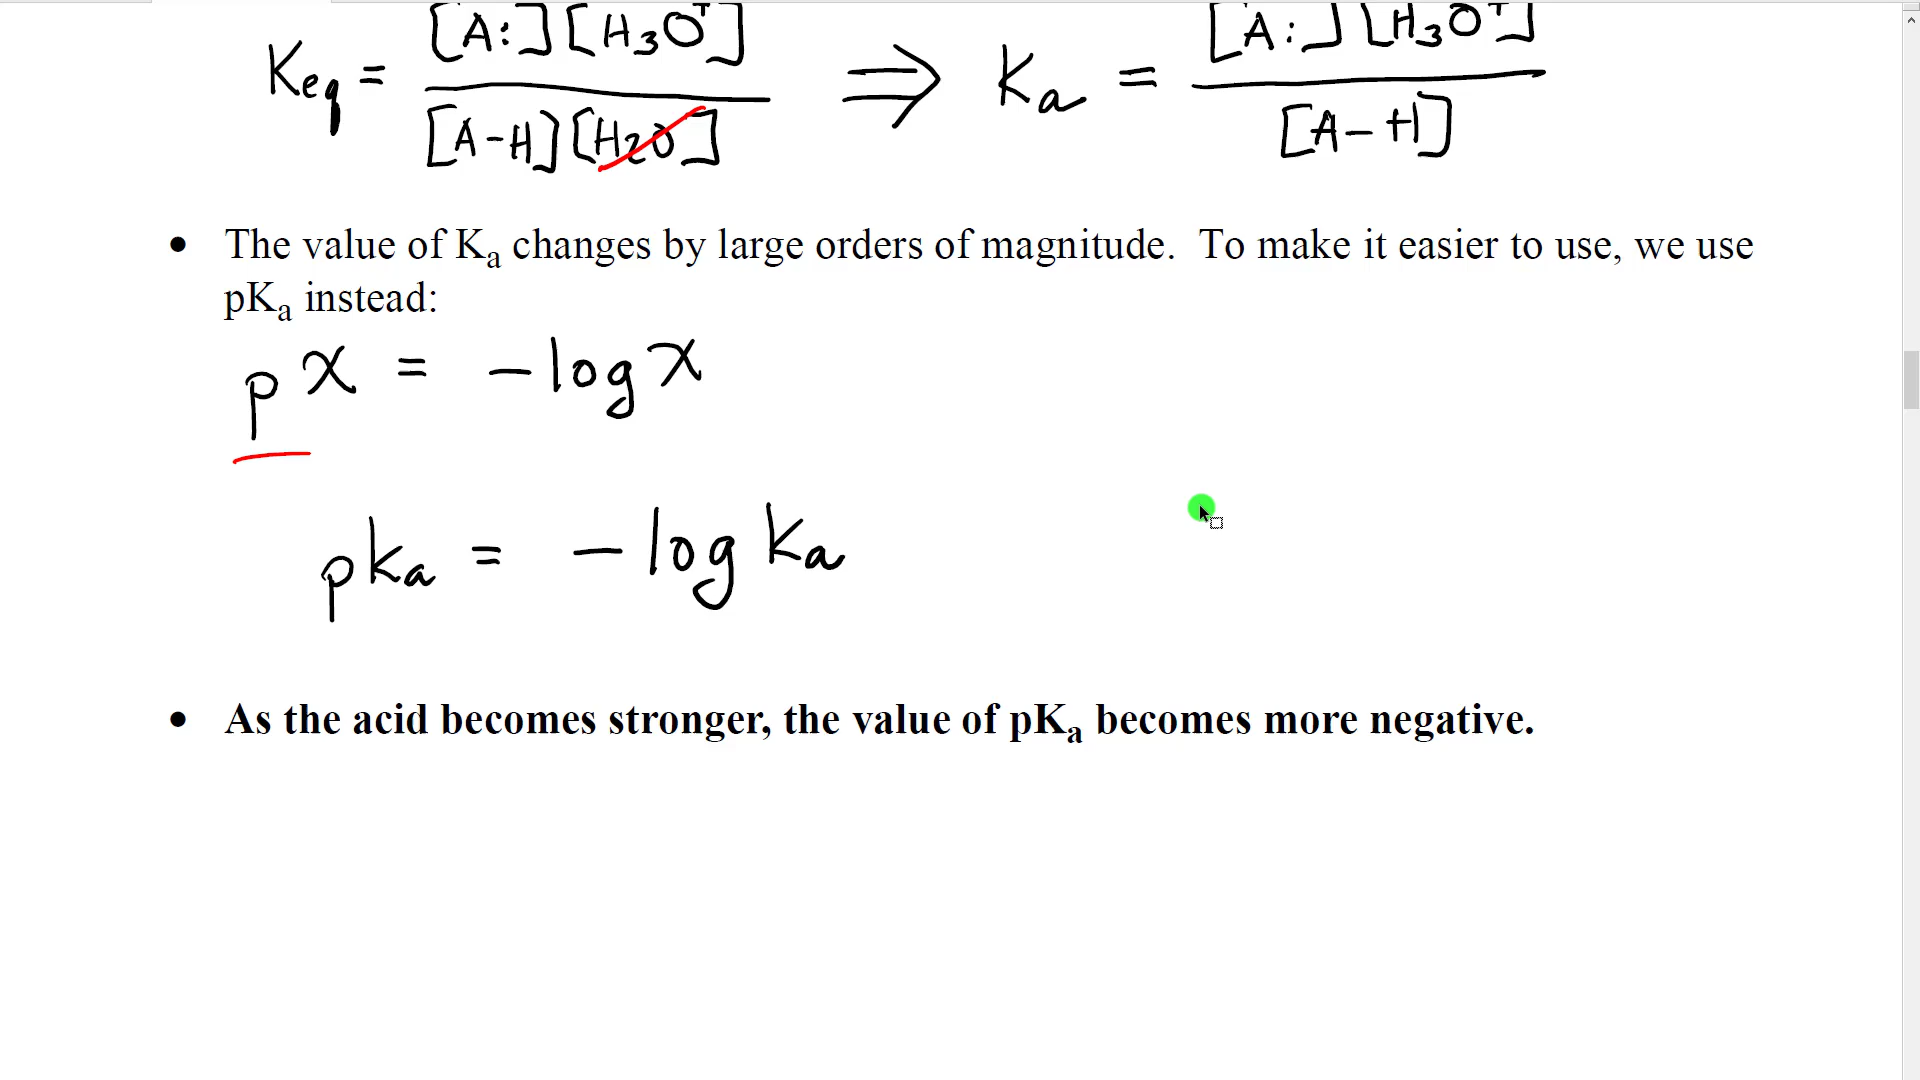 [A:][H₃O⁺] [A:][H₃O⁺]
Keq = ⇒ Ka =
[A-H][H₂O] [A-H]
• The value of Kₐ changes by large orders of magnitude. To make it easier to use, we use
pKₐ instead:
px = -log x
pka = -log ka
• As the acid becomes stronger, the value of pKₐ becomes more negative.